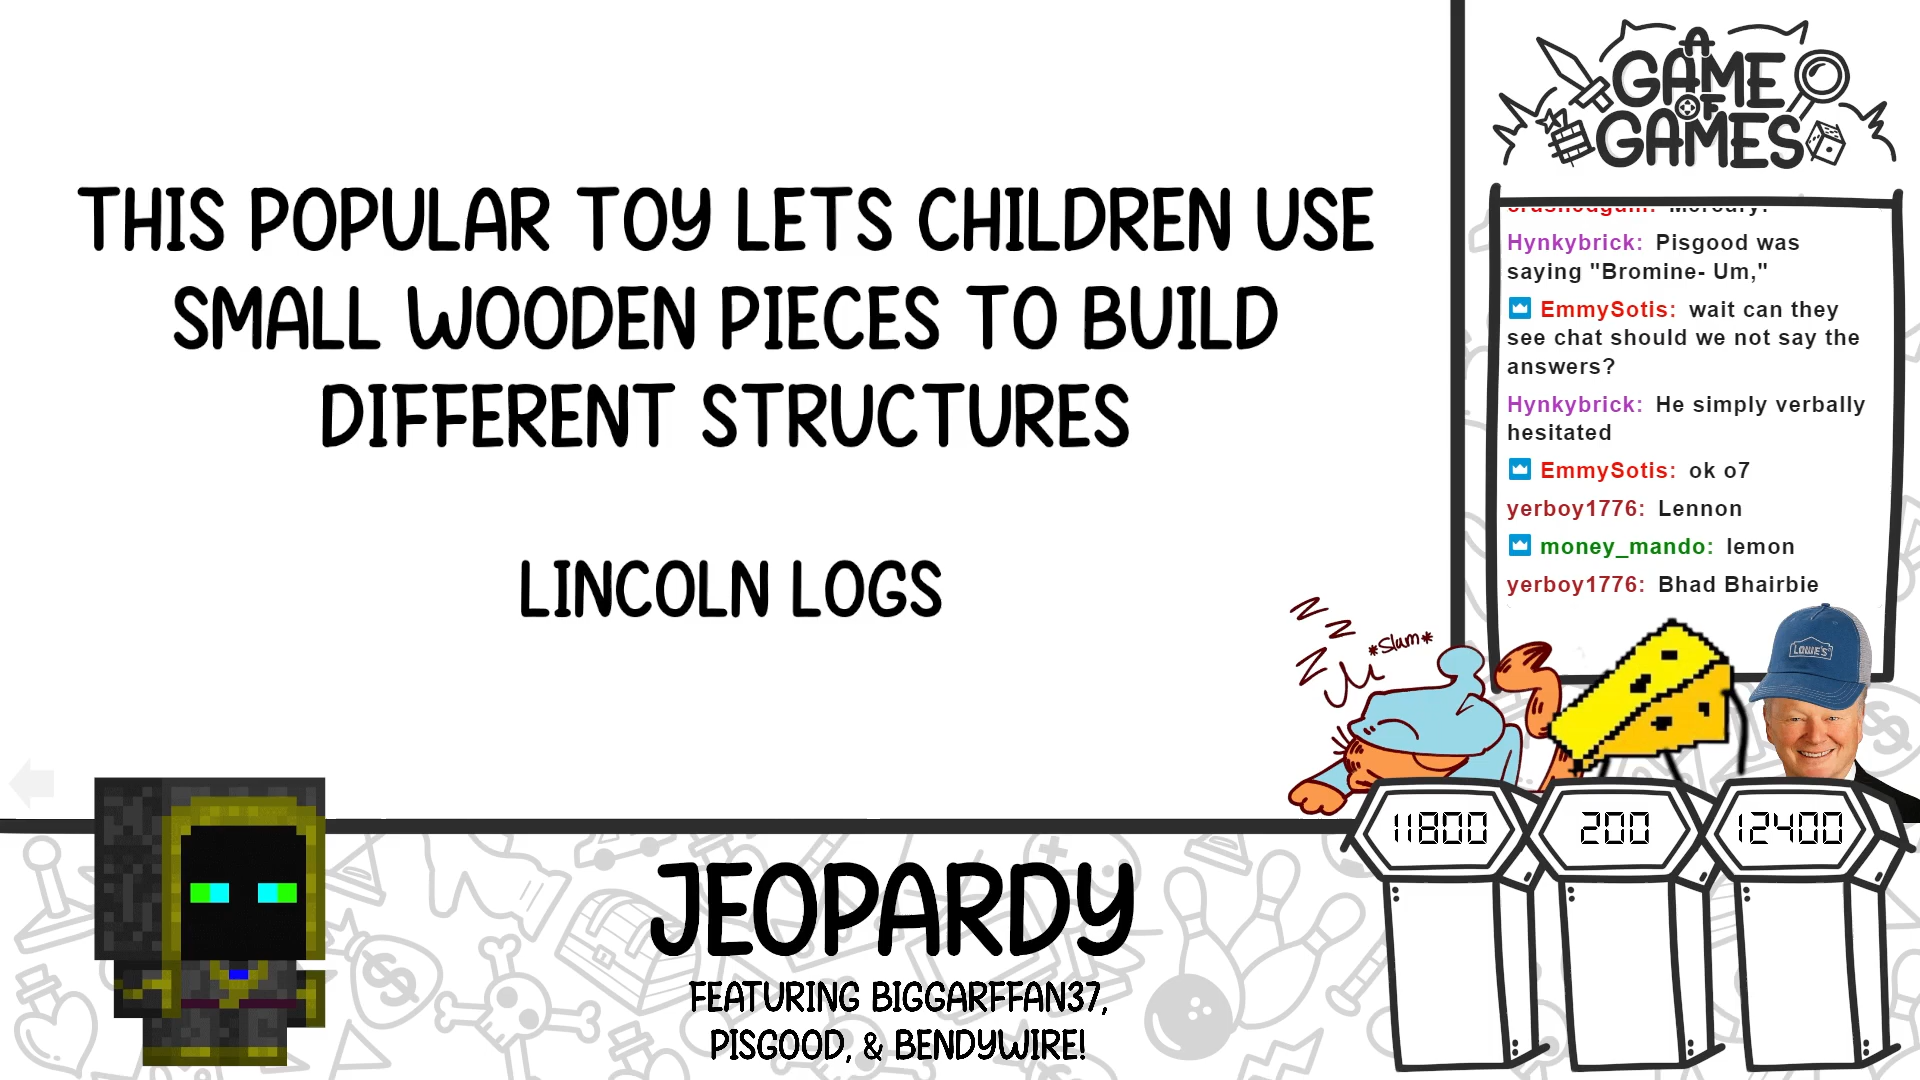 THIS POPULAR TOY LETS CHILDREN USE
SMALL WOODEN PIECES TO BUILD
DIFFERENT STRUCTURES
LINCOLN LOGS
A
GAME
OF
GAMES
Hynkybrick: Pisgood was
saying "Bromine- Um,"
EmmySotis: wait can they
see chat should we not say the
answers?
Hynkybrick: He simply verbally
hesitated
EmmySotis: ok o7
yerboy1776: Lennon
money_mando: lemon
yerboy1776: Bhad Bhairbie
Z
Z
Z
*Slum*
LOWE'S
11800
200
12400
JEOPARDY
FEATURING BIGGARFFAN37,
PISGOOD, & BENDYWIRE!